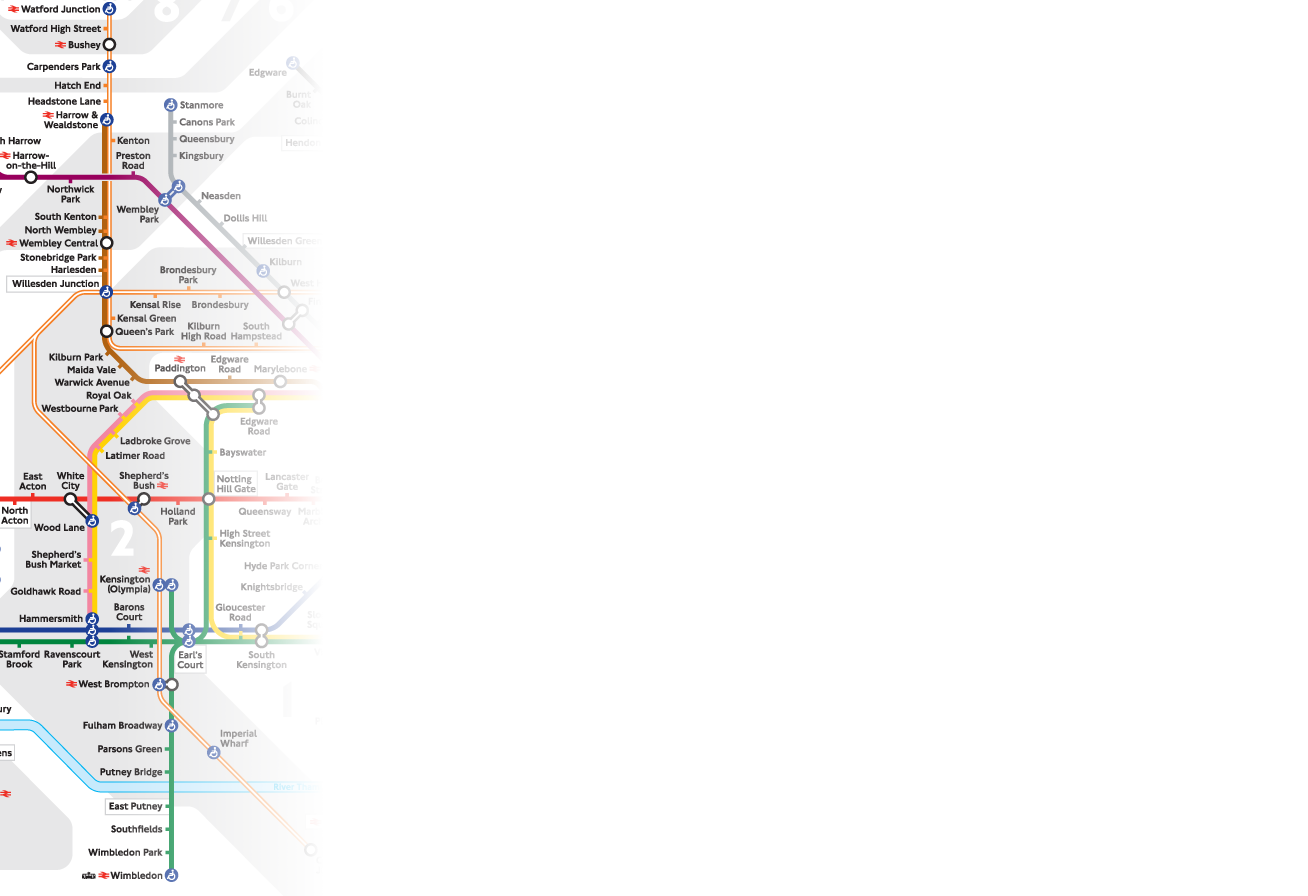 8 7 8
Watford Junction
Watford High Street
Bushey
Carpenders Park
Edgware
Hatch End
Burnt
Oak
Headstone Lane
Stanmore
Harrow &
Wealdstone
Canons Park
Queensbury
Kingsbury
h Harrow
Kenton
Harrow-
on-the-Hill
Preston
Road
Northwick
Park
Neasden
Wembley
Park
Dollis Hill
South Kenton
North Wembley
Wembley Central
Willesden Green
Stonebridge Park
Kilburn
Harlesden
Brondesbury
Park
Willesden Junction
West
Kensal Rise
Brondesbury
Kensal Green
Queen's Park
Kilburn
High Road
South
Hampstead
Kilburn Park
Maida Vale
Warwick Avenue
Paddington
Edgware
Road
Marylebone
Royal Oak
Westbourne Park
Edgware
Road
Ladbroke Grove
Latimer Road
Bayswater
East
Acton
White
City
Shepherd's
Bush
Notting
Hill Gate
Lancaster
Gate
North
Acton
Wood Lane
Holland
Park
Queensway
2
High Street
Kensington
Shepherd's
Bush Market
Hyde Park Corn
Kensington
(Olympia)
Knightsbridge
Goldhawk Road
Barons
Court
Gloucester
Road
Hammersmith
Stamford
Brook
Ravenscourt
Park
West
Kensington
Earl's
Court
South
Kensington
West Brompton
ury
Fulham Broadway
Imperial
Wharf
Parsons Green
ens
Putney Bridge
River
East Putney
Southfields
Wimbledon Park
Wimbledon